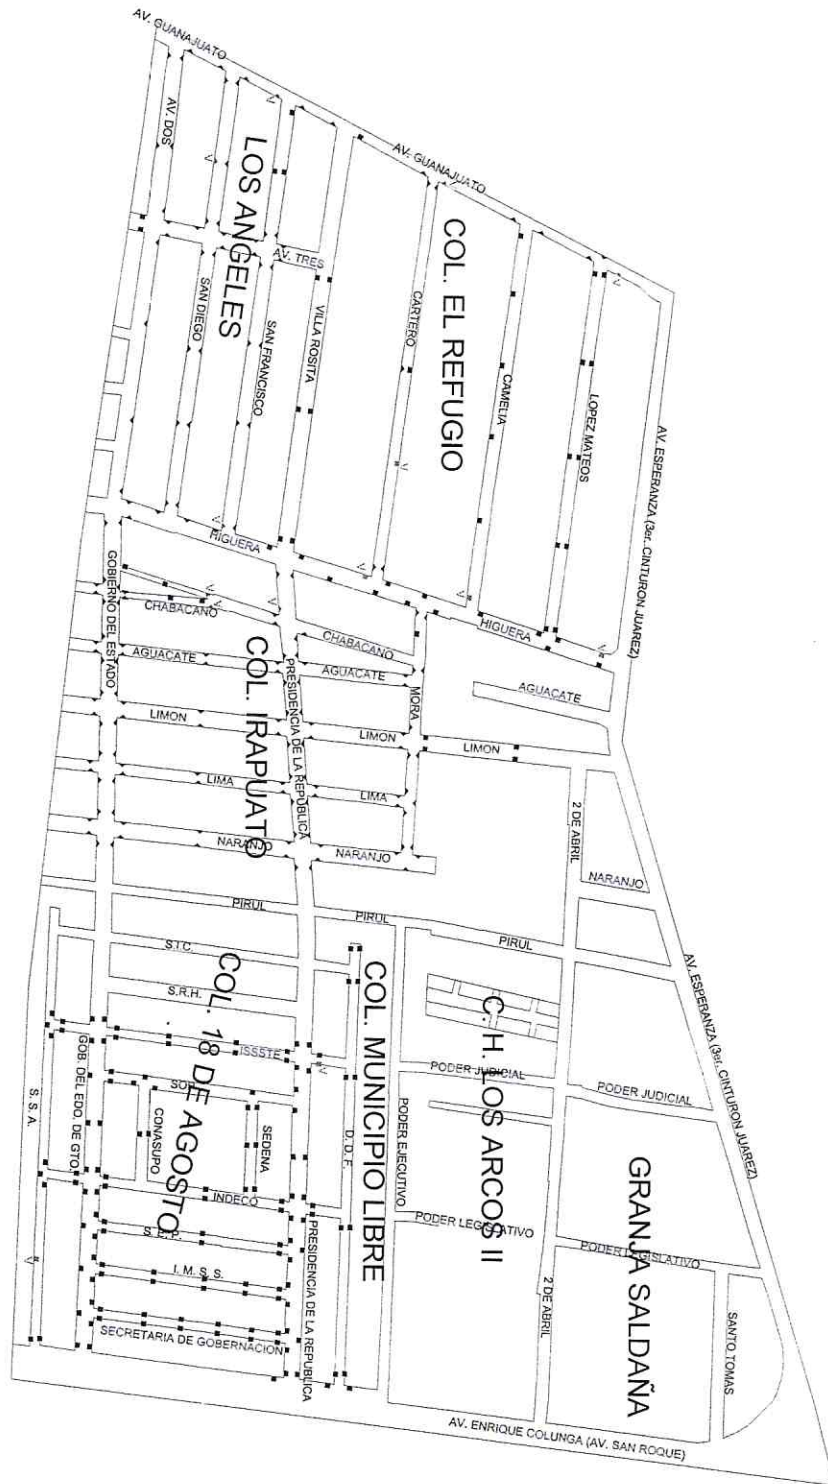 AV. GUANAJUATO
AV. DOS
LOS ANGELES
AV. GUANAJUATO
COL. EL REFUGIO
AV. TRES
SAN DIEGO
SAN FRANCISCO
VILLA ROSITA
CARTERO
CAMELIA
LOPEZ MATEOS
AV. ESPERANZA (3er. CINTURON JUAREZ)
HIGUERA
HIGUERA
GOBIERNO DEL ESTADO
CHABACANO
CHABACANO
COL. IRAPUATO
AGUACATE
AGUACATE
AGUACATE
PRESIDENCIA DE LA REPUBLICA
MORA
LIMON
LIMON
LIMON
LIMA
LIMA
2 DE ABRIL
NARANJO
NARANJO
NARANJO
PIRUL
PIRUL
PIRUL
S.T.C.
COL. 18 DE AGOSTO
COL. MUNICIPIO LIBRE
C. H. LOS ARCOS II
AV. ESPERANZA (3er. CINTURON JUAREZ)
S.R.H.
ISSSTE
GOB. DEL EDO. DE GTO.
S. S. A.
CONASUPO
SEDENA
D. D. F.
PODER EJECUTIVO
PODER JUDICIAL
PODER JUDICIAL
GRANJA SALDAÑA
INDECO
S. E. P.
PODER LEGISLATIVO
PODER LEGISLATIVO
I. M. S. S.
PRESIDENCIA DE LA REPUBLICA
2 DE ABRIL
SANTO TOMAS
SECRETARIA DE GOBERNACION
AV. ENRIQUE COLUNGA (AV. SAN ROQUE)